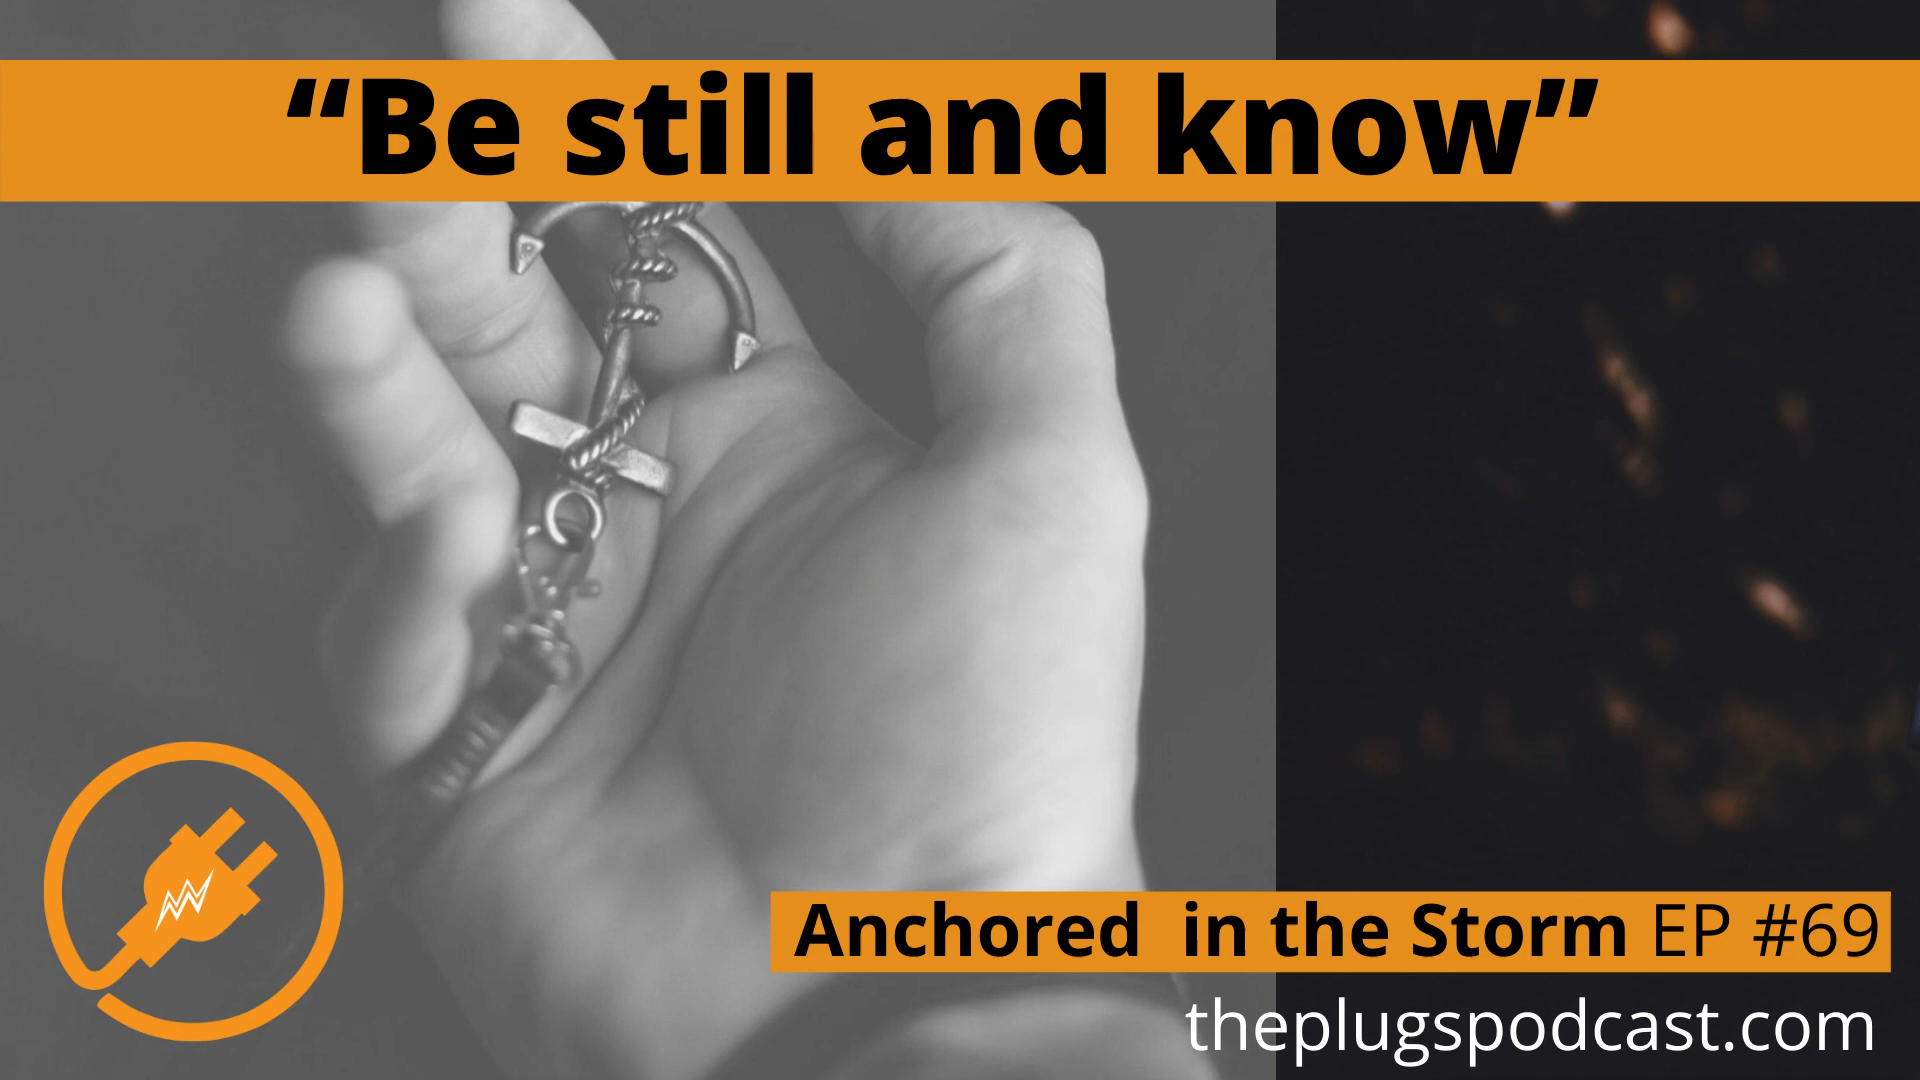 “Be still and know”
Anchored in the Storm EP #69
theplugspodcast.com